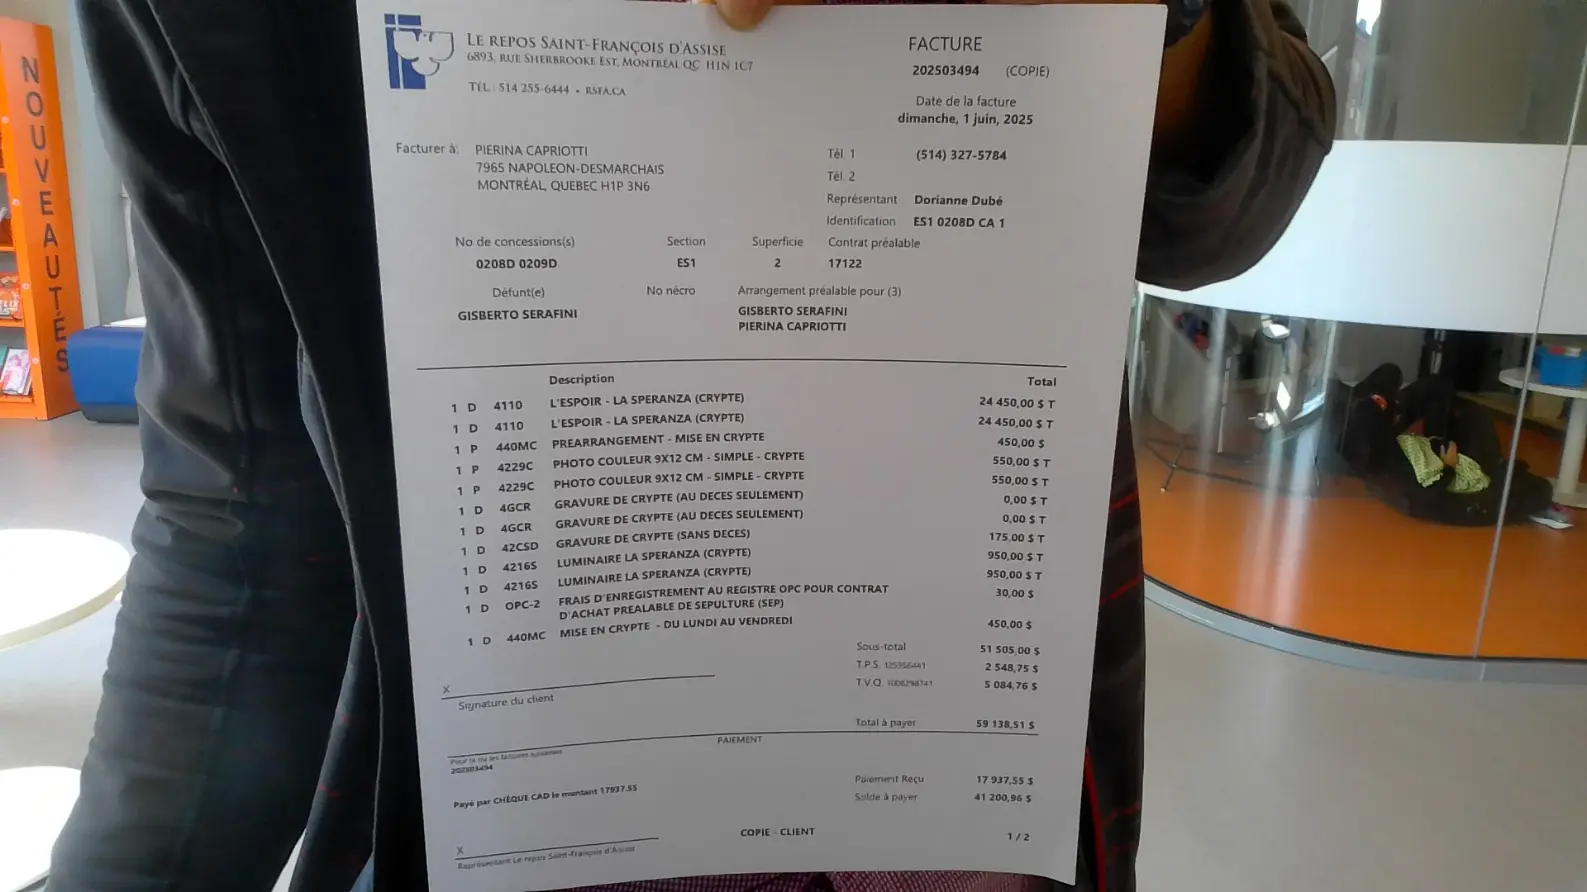 NOUVEAUTÉS
LE REPOS SAINT-FRANÇOIS D'ASSISE
6893, RUE SHERBROOKE EST, MONTRÉAL QC H1N 1C7
TÉL.: 514 255-6444 • RSFA.CA
FACTURE
202503494 (COPIE)
Date de la facture
dimanche, 1 juin, 2025
Facturer à: PIERINA CAPRIOTTI
7965 NAPOLEON-DESMARCHAIS
MONTRÉAL, QUEBEC H1P 3N6
Tél. 1 (514) 327-5784
Tél. 2
Représentant Dorianne Dubé
Identification ES1 0208D CA 1
No de concessions(s) Section Superficie Contrat préalable
0208D 0209D ES1 2 17122
Défunt(e) No nécro Arrangement préalable pour (3)
GISBERTO SERAFINI GISBERTO SERAFINI
PIERINA CAPRIOTTI
Description Total
1 D 4110 L'ESPOIR - LA SPERANZA (CRYPTE) 24 450,00 $ T
1 D 4110 L'ESPOIR - LA SPERANZA (CRYPTE) 24 450,00 $ T
1 P 440MC PREARRANGEMENT - MISE EN CRYPTE 450,00 $
1 P 4229C PHOTO COULEUR 9X12 CM - SIMPLE - CRYPTE 550,00 $ T
1 P 4229C PHOTO COULEUR 9X12 CM - SIMPLE - CRYPTE 550,00 $ T
1 D 4GCR GRAVURE DE CRYPTE (AU DECES SEULEMENT) 0,00 $ T
1 D 4GCR GRAVURE DE CRYPTE (AU DECES SEULEMENT) 0,00 $ T
1 D 42CSD GRAVURE DE CRYPTE (SANS DECES) 175,00 $ T
1 D 4216S LUMINAIRE LA SPERANZA (CRYPTE) 950,00 $ T
1 D 4216S LUMINAIRE LA SPERANZA (CRYPTE) 950,00 $ T
1 D OPC-2 FRAIS D'ENREGISTREMENT AU REGISTRE OPC POUR CONTRAT 30,00 $
D'ACHAT PREALABLE DE SEPULTURE (SEP)
1 D 440MC MISE EN CRYPTE - DU LUNDI AU VENDREDI 450,00 $
Sous-total 51 505,00 $
T.P.S. 2 548,75 $
T.V.Q. 5 084,76 $
X
Signature du client
Total à payer 59 138,51 $
PAIEMENT
202503494
Paiement Reçu 17 937,55 $
Payé par CHÈQUE CAD le montant 17937.55
Solde à payer 41 200,96 $
COPIE - CLIENT 1 / 2
X
Représentant Le repos Saint-François d'Assise